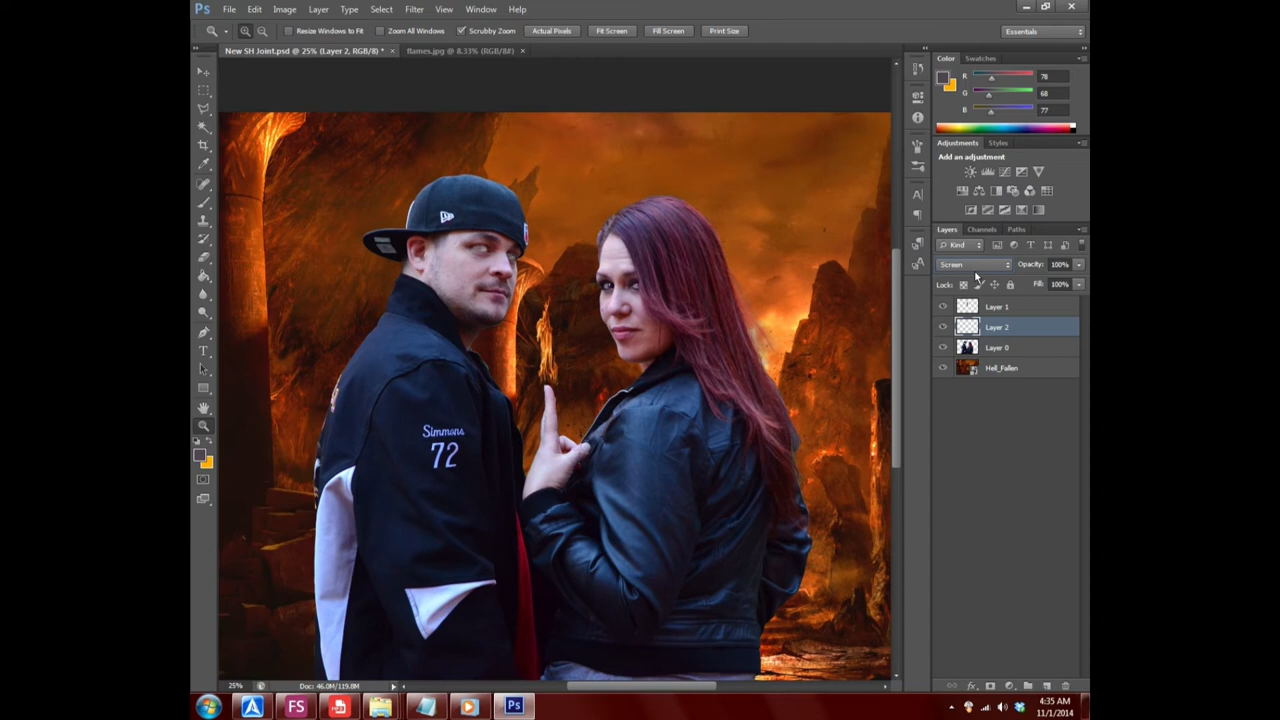 Ps File Edit Image Layer Type Select Filter View Window Help
Resize Windows to Fit Zoom All Windows Scrubby Zoom Actual Pixels Fit Screen Fill Screen Print Size Essentials
New SH Joint.psd @ 25% (Layer 2, RGB/8) * × flames.jpg @ 8.33% (RGB/8#) ×
Color Swatches
R 78
G 68
B 77
Adjustments Styles
Add an adjustment
Layers Channels Paths
Kind
Screen Opacity: 100%
Lock: Fill: 100%
Layer 1
Layer 2
Layer 0
Hell_Fallen
Simmons
72
25% Doc: 46.0M/119.8M
FS Ps 4:35 AM
11/1/2014